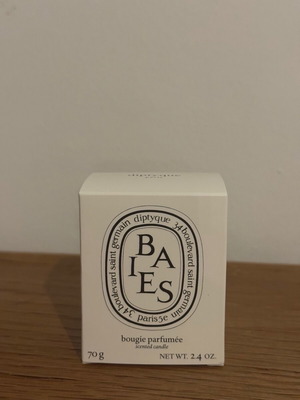 diptyque
34 boulevard saint germain diptyque 34 boulevard saint germain
BA
IES
paris 5e
bougie parfumée
scented candle
70 g NET WT. 2.4 OZ.